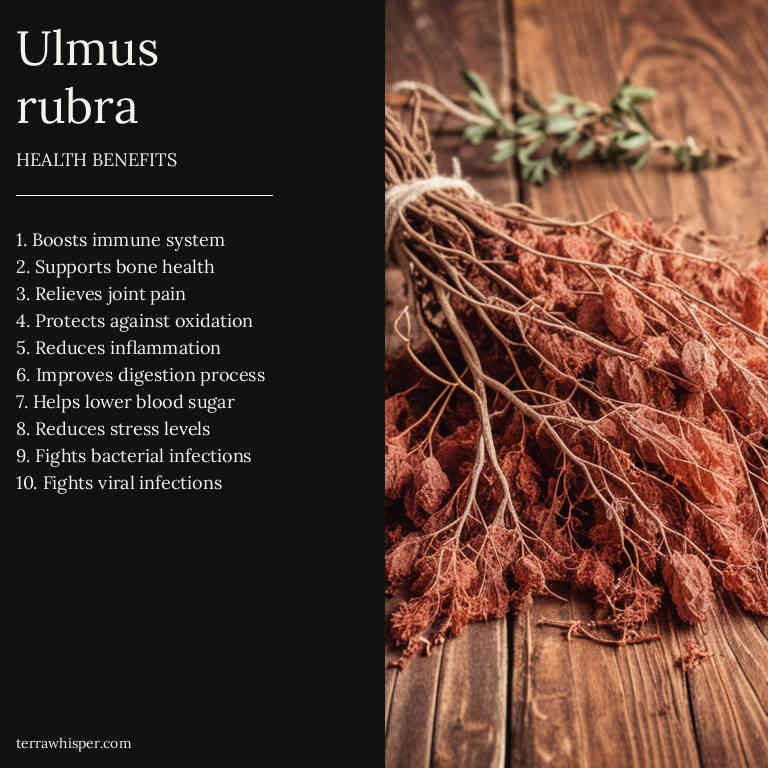 Ulmus
rubra
HEALTH BENEFITS
1. Boosts immune system
2. Supports bone health
3. Relieves joint pain
4. Protects against oxidation
5. Reduces inflammation
6. Improves digestion process
7. Helps lower blood sugar
8. Reduces stress levels
9. Fights bacterial infections
10. Fights viral infections
terrawhisper.com